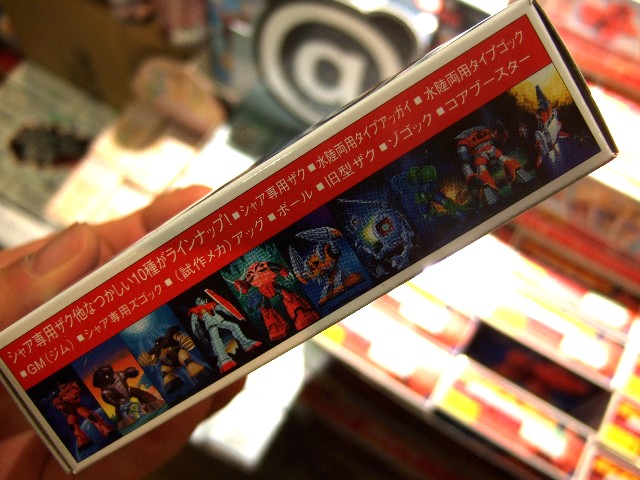 シャア専用ザク他なつかしい10種がラインナップ!■シャア専用ザク■水陸両用タイプアッガイ■水陸両用タイプゴック
■GM(ジム)■シャア専用ズゴック■(試作メカ)アッグ■ボール■旧型ザク■ゾゴック■コアブースター
@